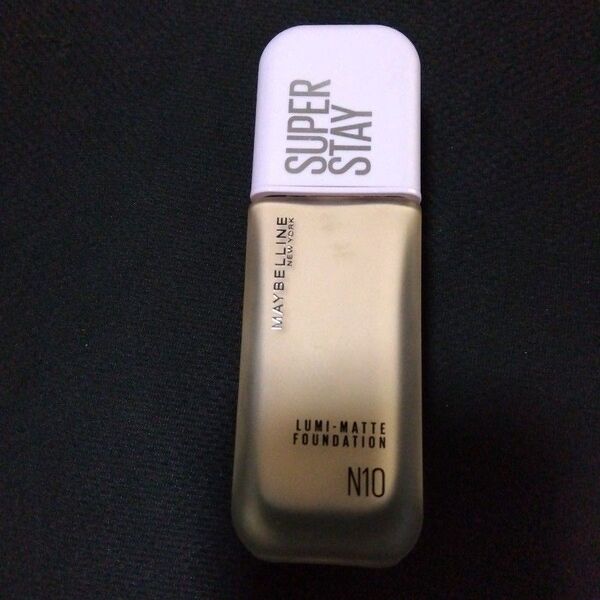 SUPER
STAY
MAYBELLINE
NEW YORK
LUMI-MATTE
FOUNDATION
N10